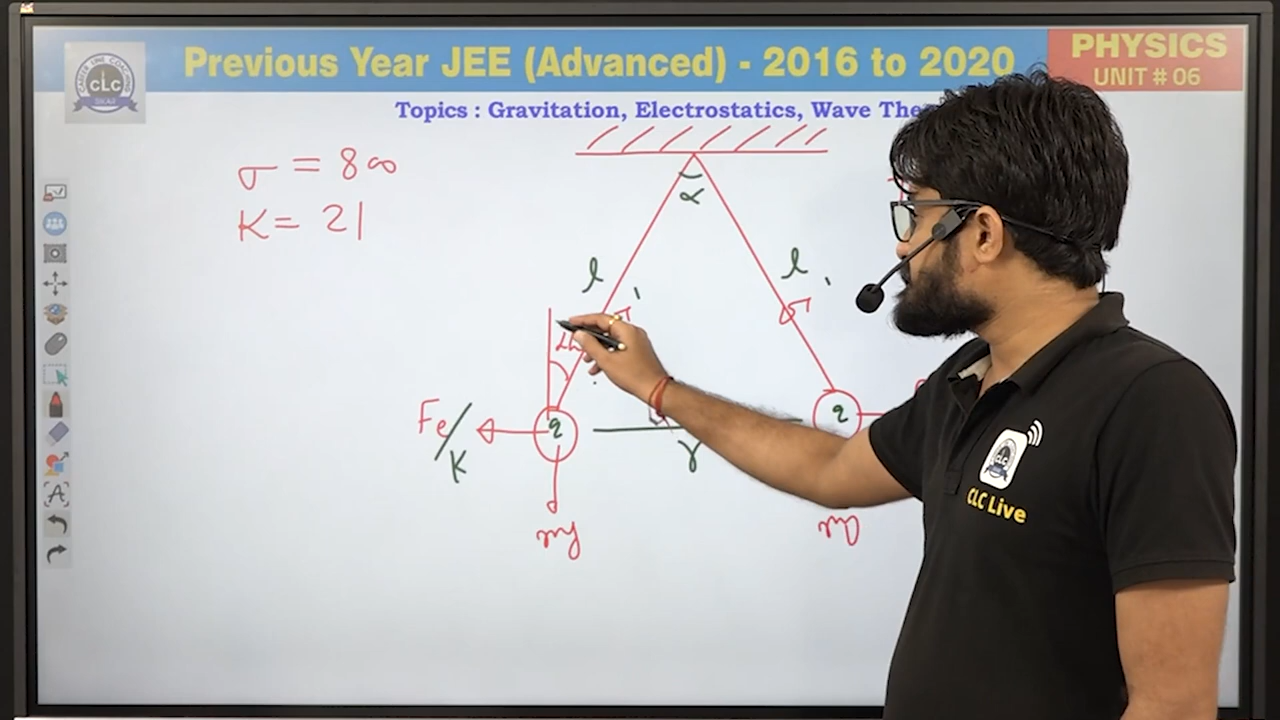 Previous Year JEE (Advanced) - 2016 to 2020
PHYSICS
UNIT # 06
CLC
Topics : Gravitation, Electrostatics, Wave The
σ = 800
K = 21
α
l
l
Fe/K
q
r
q
mg
mg
CLC
CLC Live